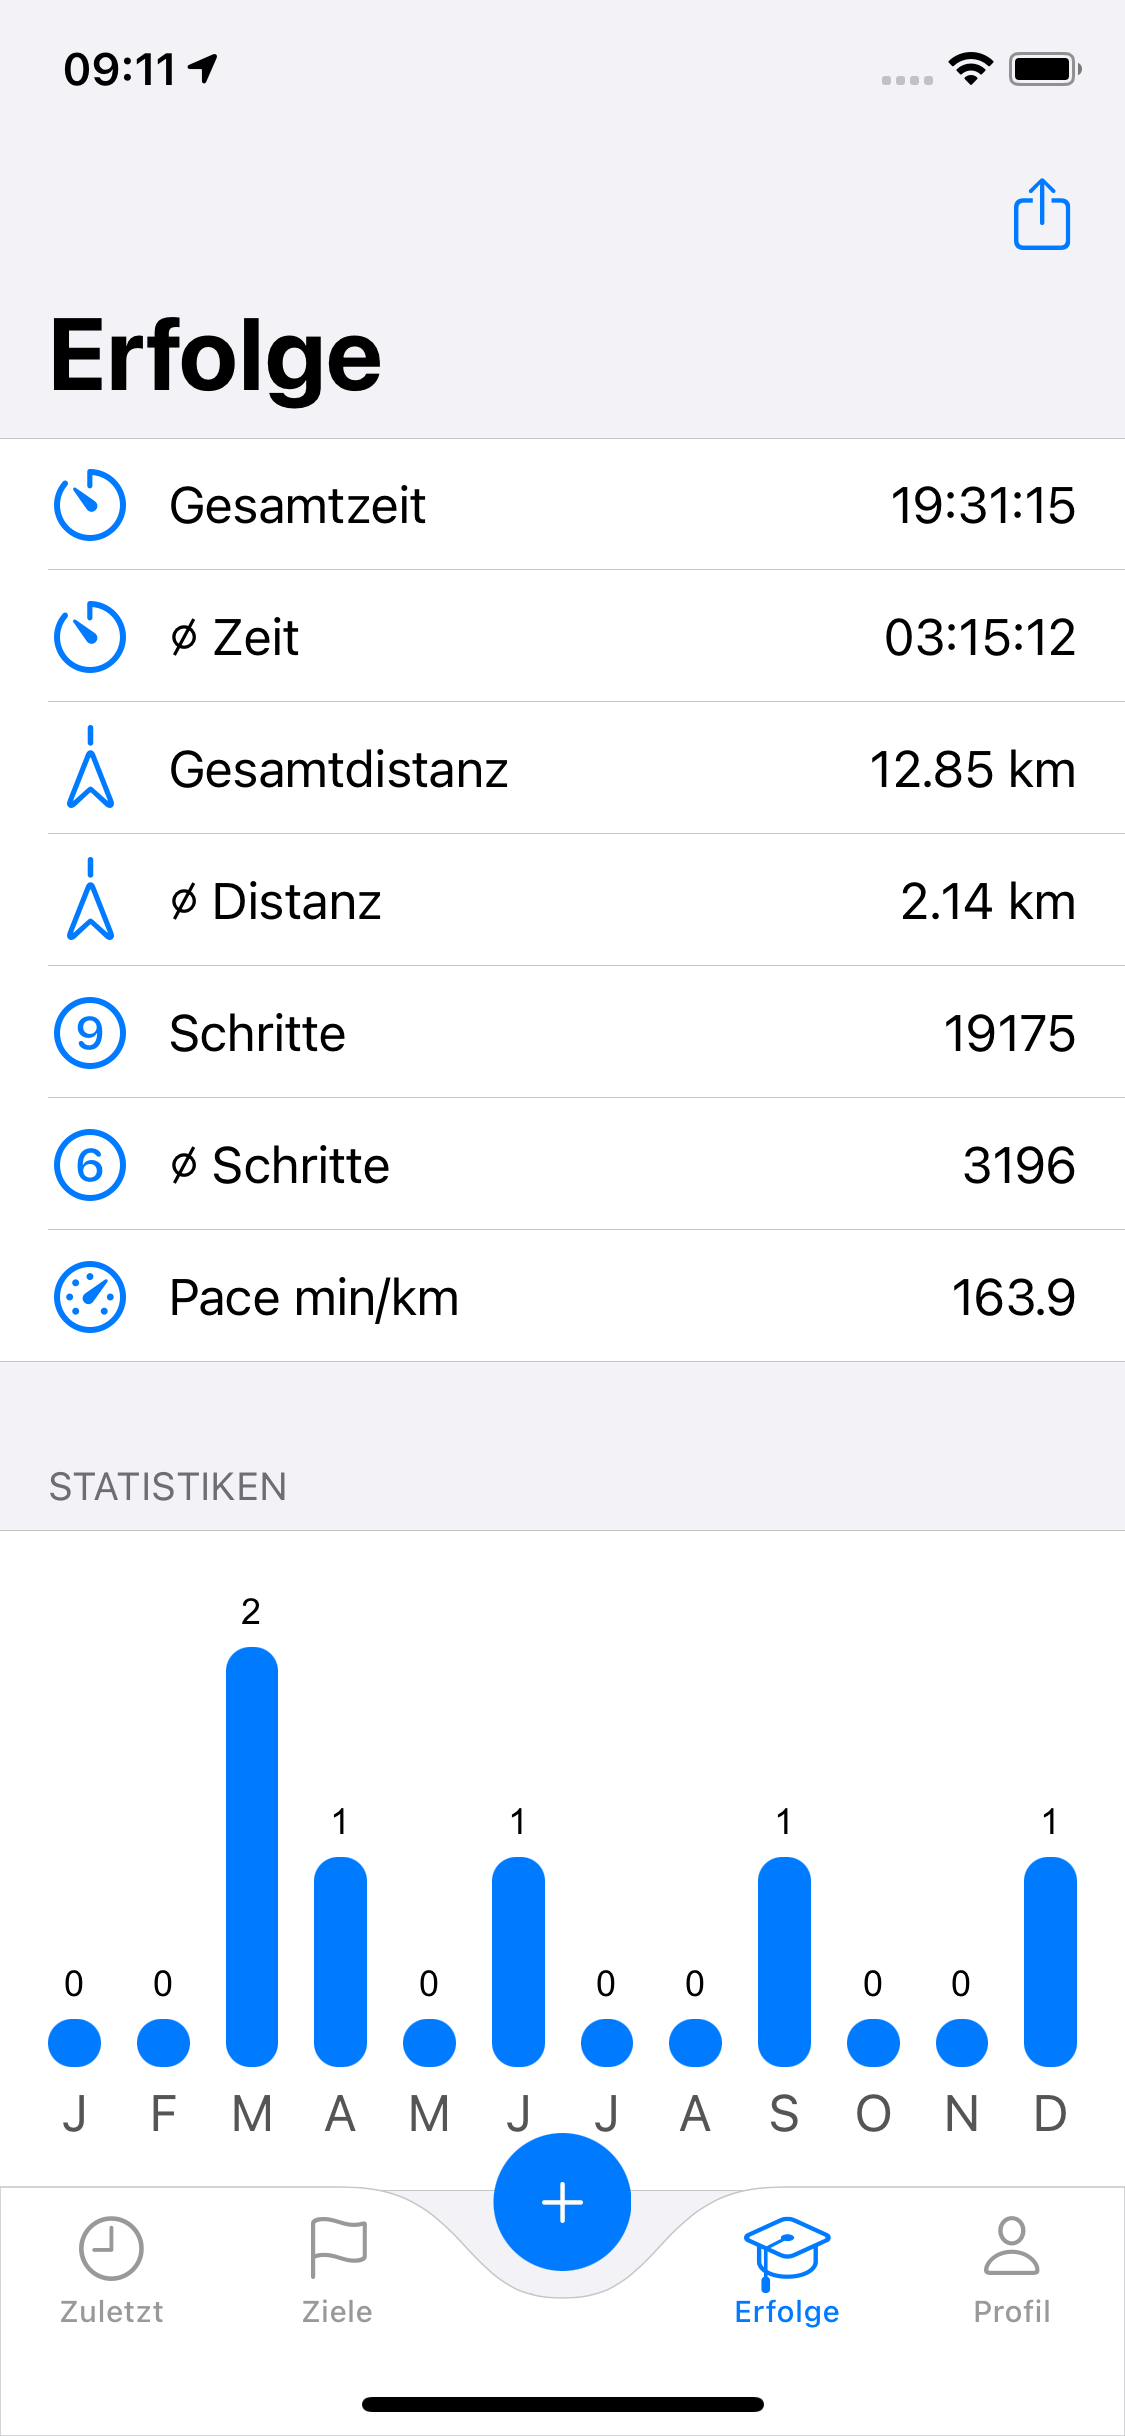 09:11
Erfolge
Gesamtzeit 19:31:15
⌀ Zeit 03:15:12
Gesamtdistanz 12.85 km
⌀ Distanz 2.14 km
9 Schritte 19175
6 ⌀ Schritte 3196
Pace min/km 163.9
STATISTIKEN
0 0 2 1 0 1 0 0 1 0 0 1
J F M A M J J A S O N D
Zuletzt Ziele + Erfolge Profil